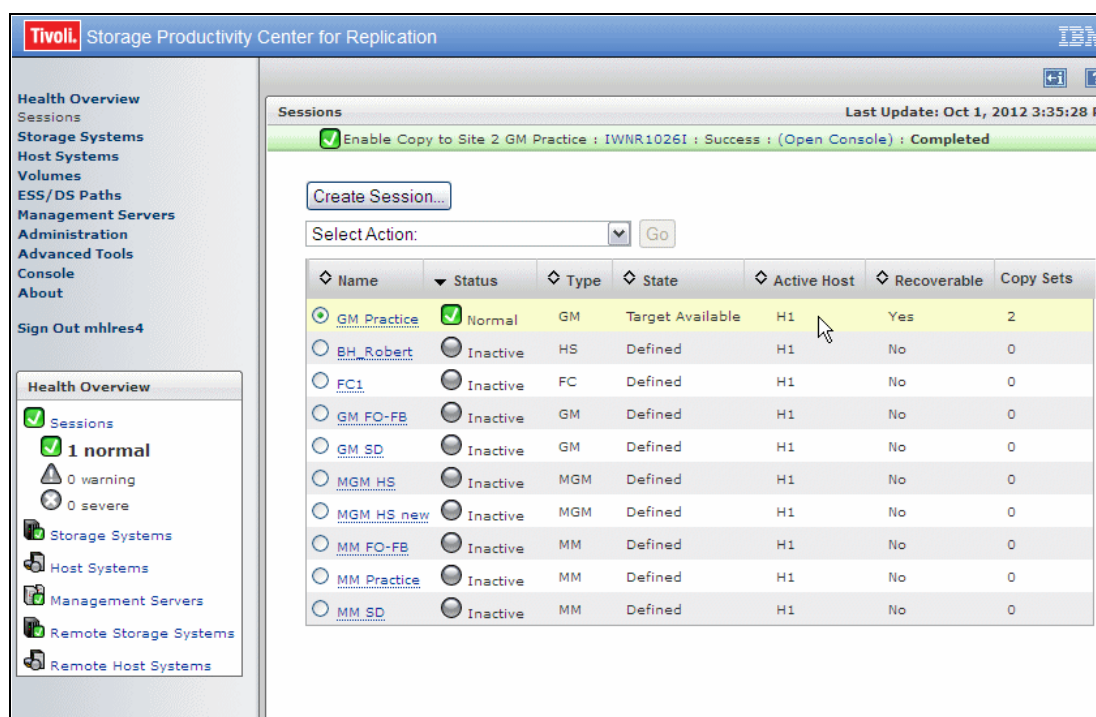 Tivoli. Storage Productivity Center for Replication IBM
Health Overview
Sessions
Storage Systems
Host Systems
Volumes
ESS/DS Paths
Management Servers
Administration
Advanced Tools
Console
About
Sign Out mhlres4
Health Overview
Sessions
1 normal
0 warning
0 severe
Storage Systems
Host Systems
Management Servers
Remote Storage Systems
Remote Host Systems
Sessions Last Update: Oct 1, 2012 3:35:28
Enable Copy to Site 2 GM Practice : IWNR1026I : Success : (Open Console) : Completed
Create Session...
Select Action: Go
Name Status Type State Active Host Recoverable Copy Sets
GM Practice Normal GM Target Available H1 Yes 2
BH_Robert Inactive HS Defined H1 No 0
FC1 Inactive FC Defined H1 No 0
GM FO-FB Inactive GM Defined H1 No 0
GM SD Inactive GM Defined H1 No 0
MGM HS Inactive MGM Defined H1 No 0
MGM HS new Inactive MGM Defined H1 No 0
MM FO-FB Inactive MM Defined H1 No 0
MM Practice Inactive MM Defined H1 No 0
MM SD Inactive MM Defined H1 No 0